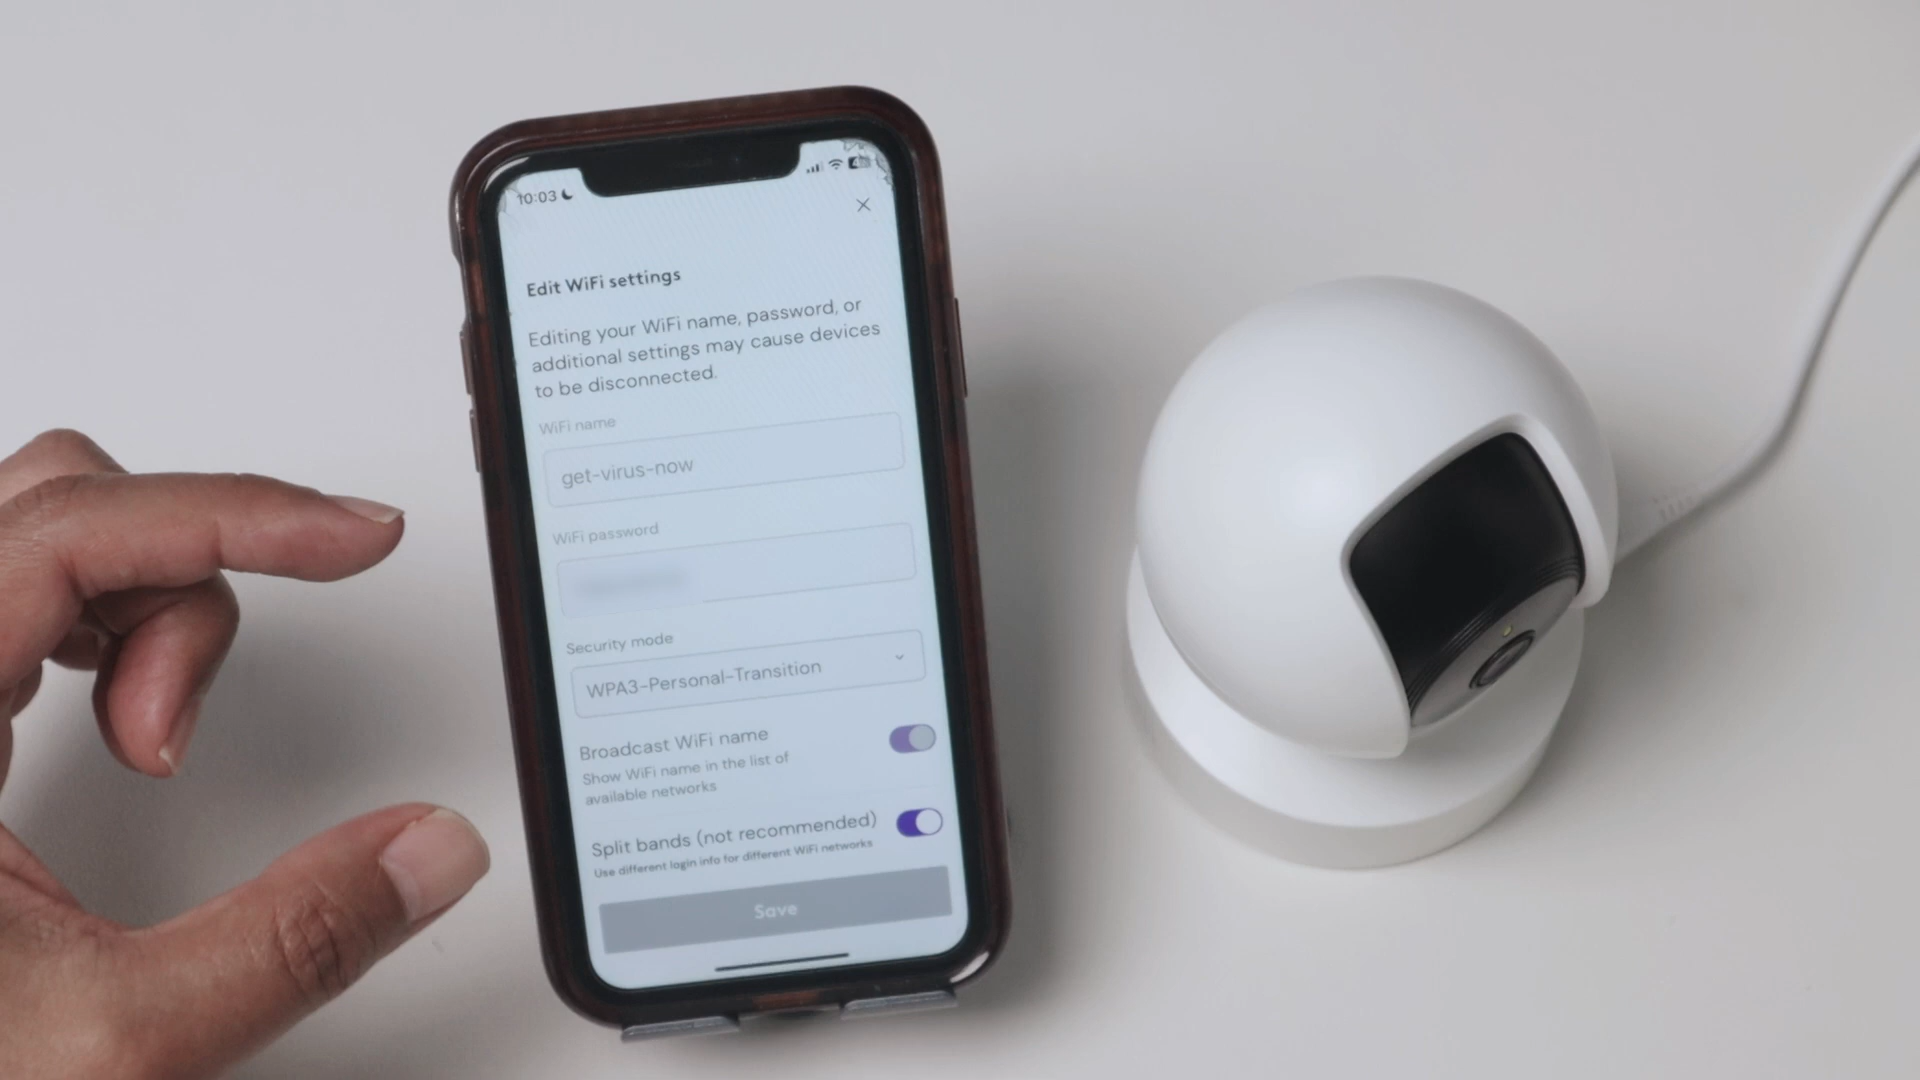 10:03
Edit WiFi settings
Editing your WiFi name, password, or
additional settings may cause devices
to be disconnected.
WiFi name
get-virus-now
WiFi password
Security mode
WPA3-Personal-Transition
Broadcast WiFi name
Show WiFi name in the list of
available networks
Split bands (not recommended)
Use different login info for different WiFi networks
Save